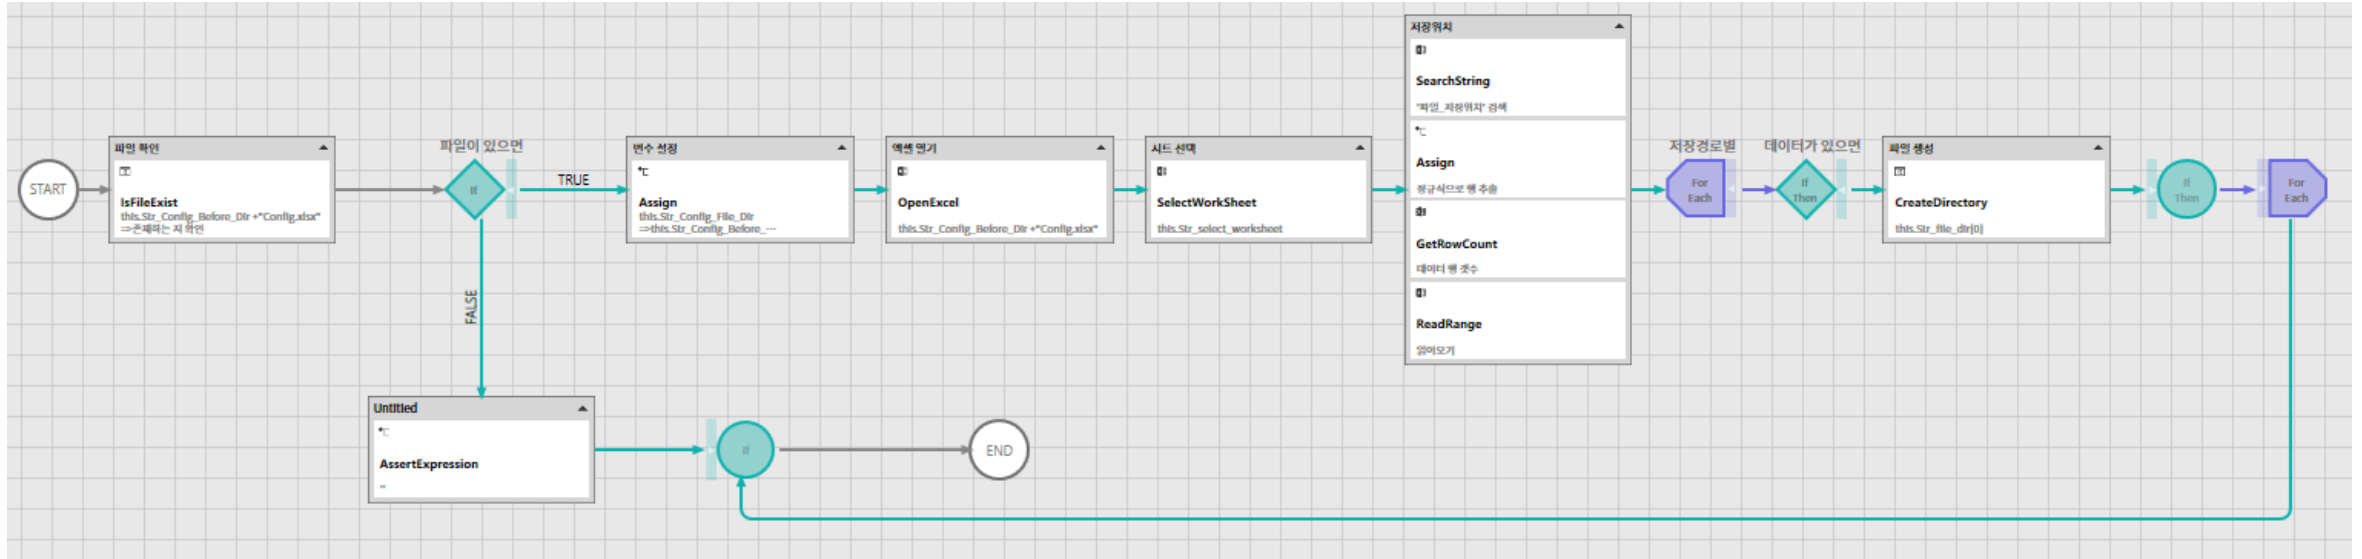 START
파일 확인
IsFileExist
this.Str_Config_Before_Dir +"Config.xlsx"
=>존재하는 지 확인
파일이 있으면
If
TRUE
FALSE
변수 설정
Assign
this.Str_Config_File_Dir
=>this.Str_Config_Before_...
엑셀 열기
OpenExcel
this.Str_Config_Before_Dir +"Config.xlsx"
시트 선택
SelectWorkSheet
this.Str_select_worksheet
저장위치
SearchString
'파일_저장위치' 검색
Assign
정규식으로 행 추출
GetRowCount
데이터 행 갯수
ReadRange
읽어오기
저장경로별
For
Each
데이터가 있으면
If
Then
파일 생성
CreateDirectory
this.Str_file_dir[0]
If
Then
For
Each
Untitled
AssertExpression
""
If
END